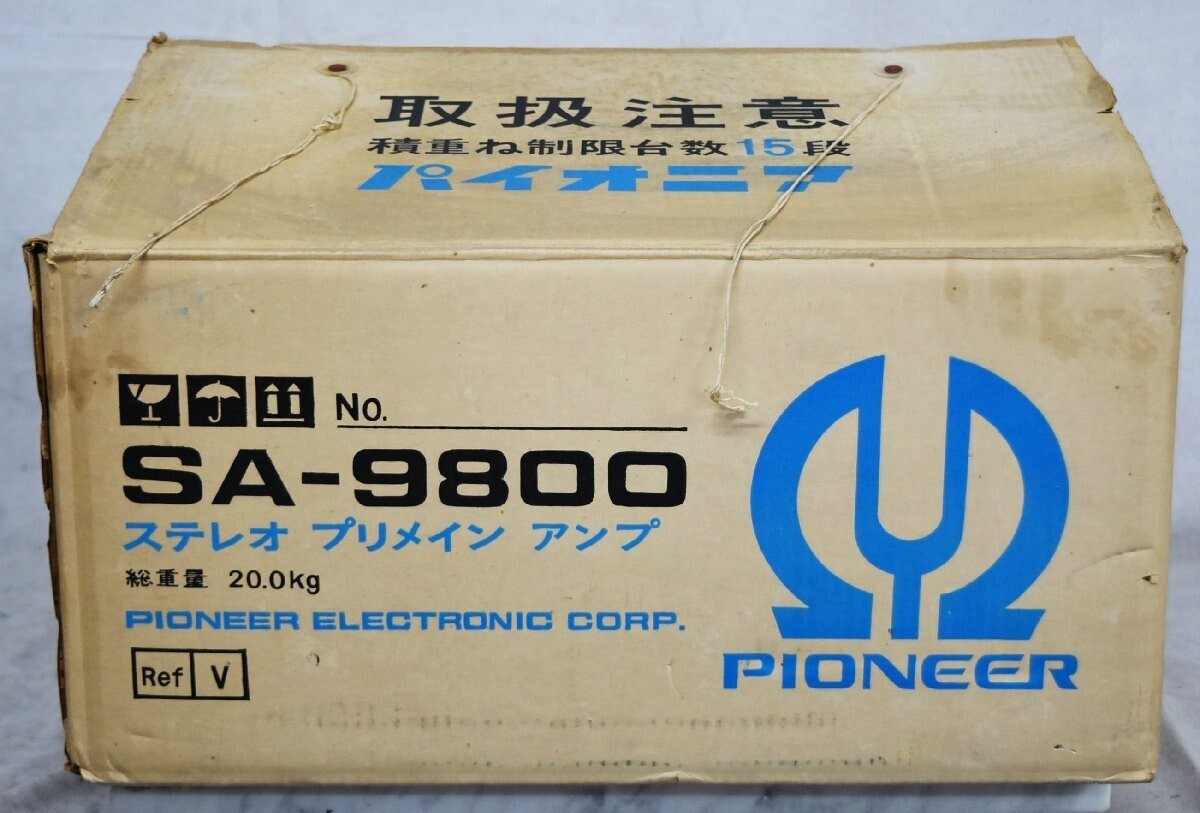 取扱注意
積重ね制限台数15段
パイオニア
No.
SA-9800
ステレオ プリメイン アンプ
総重量 20.0kg
PIONEER ELECTRONIC CORP.
Ref V
PIONEER